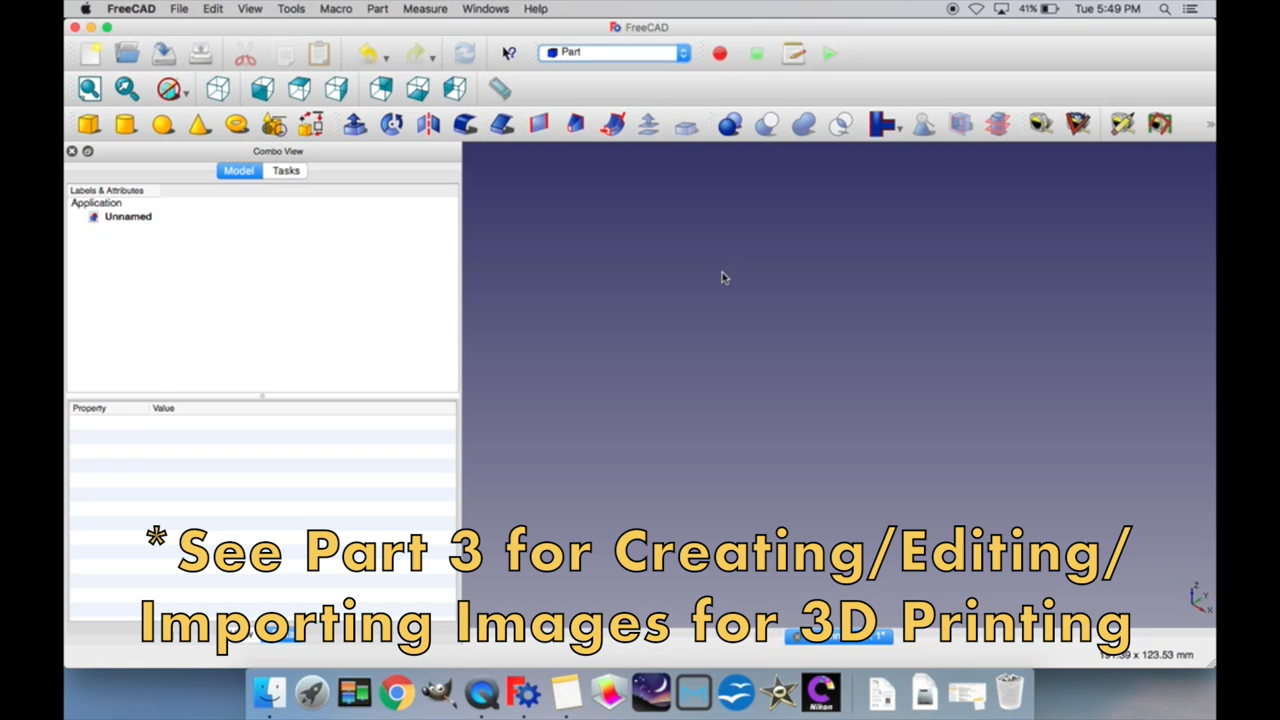 FreeCAD File Edit View Tools Macro Part Measure Windows Help 41% Tue 5:49 PM
FreeCAD
Part
Combo View
Model Tasks
Labels & Attributes
Application
Unnamed
Property Value
*See Part 3 for Creating/Editing/
Importing Images for 3D Printing
123.53 mm
Nikon